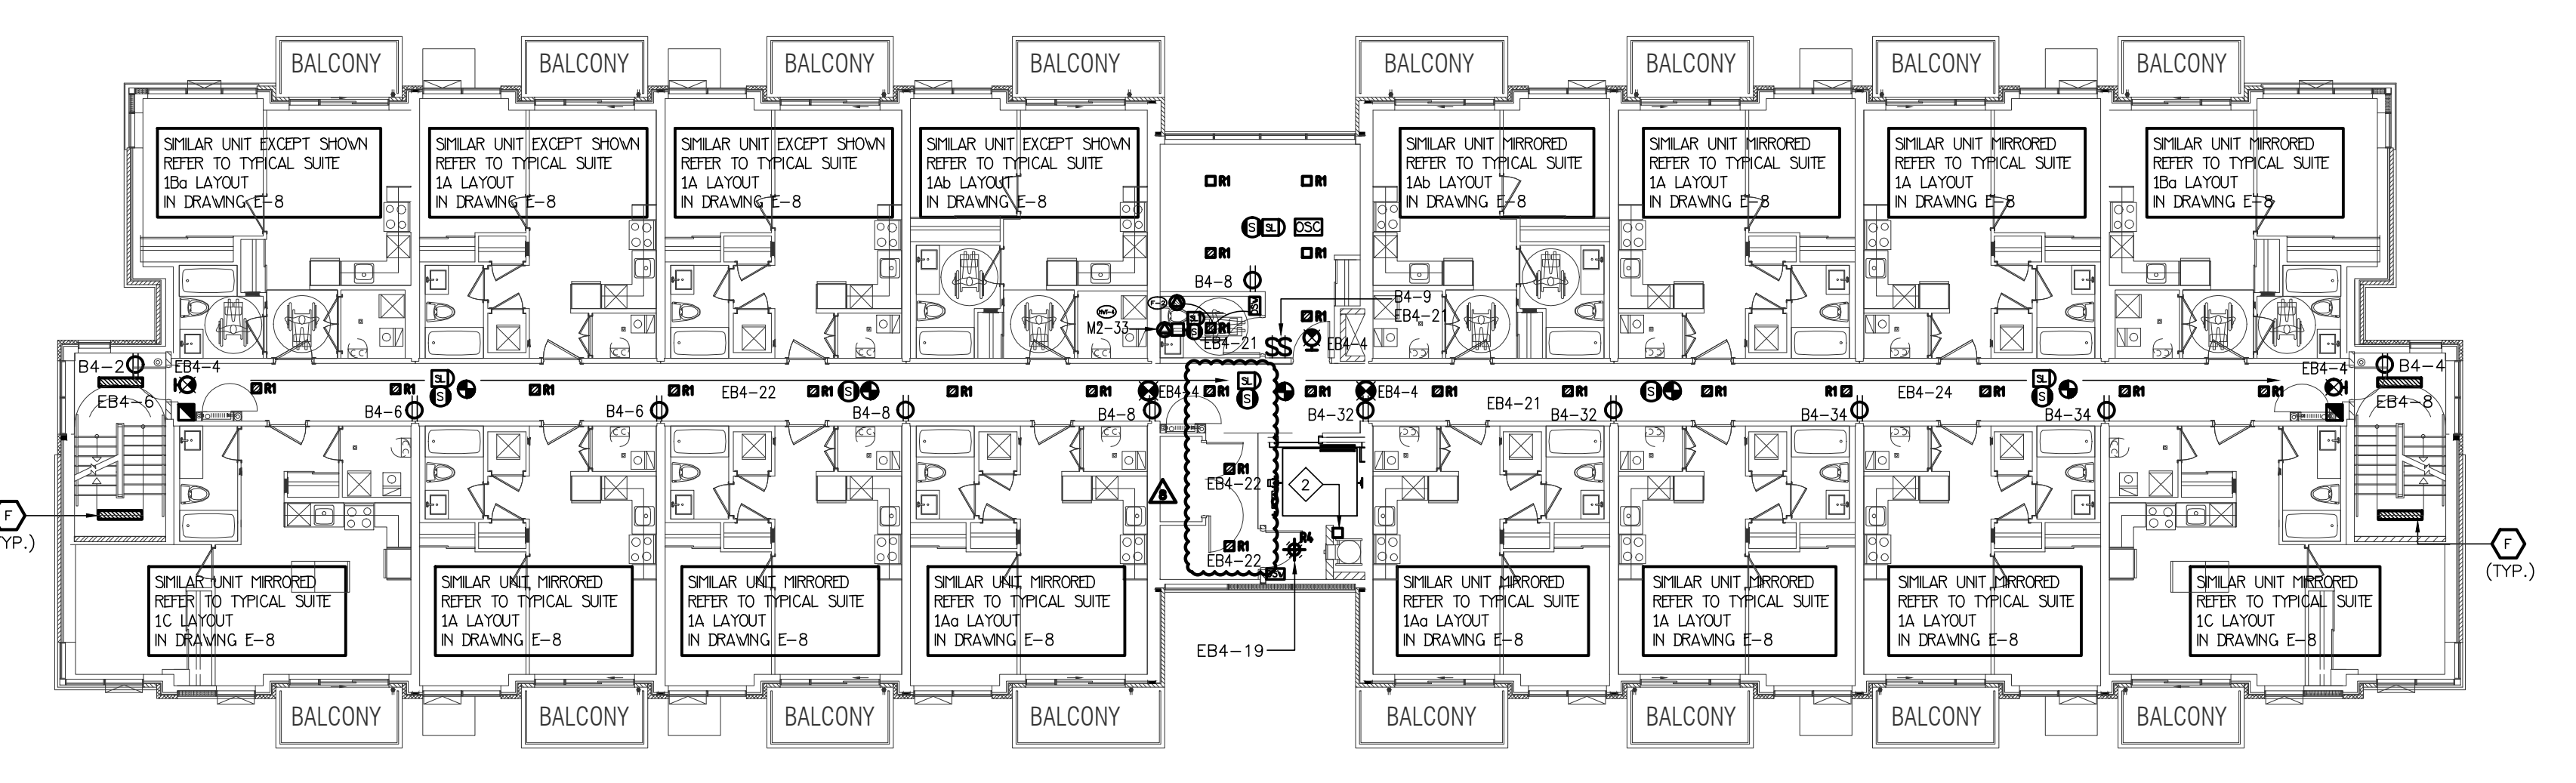 BALCONY
BALCONY
BALCONY
BALCONY
BALCONY
BALCONY
BALCONY
BALCONY
SIMILAR UNIT EXCEPT SHOWN
REFER TO TYPICAL SUITE
1Ba LAYOUT
IN DRAWING E-8
SIMILAR UNIT EXCEPT SHOWN
REFER TO TYPICAL SUITE
1A LAYOUT
IN DRAWING E-8
SIMILAR UNIT EXCEPT SHOWN
REFER TO TYPICAL SUITE
1A LAYOUT
IN DRAWING E-8
SIMILAR UNIT EXCEPT SHOWN
REFER TO TYPICAL SUITE
1Ab LAYOUT
IN DRAWING E-8
SIMILAR UNIT MIRRORED
REFER TO TYPICAL SUITE
1Ab LAYOUT
IN DRAWING E-8
SIMILAR UNIT MIRRORED
REFER TO TYPICAL SUITE
1A LAYOUT
IN DRAWING E-8
SIMILAR UNIT MIRRORED
REFER TO TYPICAL SUITE
1A LAYOUT
IN DRAWING E-8
SIMILAR UNIT MIRRORED
REFER TO TYPICAL SUITE
1Ba LAYOUT
IN DRAWING E-8
R1
R1
S
SL
OSC
R1
R1
B4-8
F-2
B4-9
EB4-21
M2-33
SL
S
R1
R1
EB4-21
$$
EB4-4
B4-2
EB4-4
EB4-6
R1
R1
SL
S
R1
R1
EB4-22
R1
S
R1
R1
EB4-4
R1
SL
S
R1
EB4-4
R1
EB4-21
R1
S
R1
R1
EB4-24
R1
SL
S
R1
EB4-4
B4-4
EB4-8
B4-6
B4-6
B4-8
B4-8
B4-32
B4-32
B4-34
B4-34
R1
EB4-22
2
8
R1
EB4-22
R4
F
(TYP.)
SIMILAR UNIT MIRRORED
REFER TO TYPICAL SUITE
1C LAYOUT
IN DRAWING E-8
SIMILAR UNIT MIRRORED
REFER TO TYPICAL SUITE
1A LAYOUT
IN DRAWING E-8
SIMILAR UNIT MIRRORED
REFER TO TYPICAL SUITE
1A LAYOUT
IN DRAWING E-8
SIMILAR UNIT MIRRORED
REFER TO TYPICAL SUITE
1Aa LAYOUT
IN DRAWING E-8
EB4-19
SIMILAR UNIT MIRRORED
REFER TO TYPICAL SUITE
1Aa LAYOUT
IN DRAWING E-8
SIMILAR UNIT MIRRORED
REFER TO TYPICAL SUITE
1A LAYOUT
IN DRAWING E-8
SIMILAR UNIT MIRRORED
REFER TO TYPICAL SUITE
1A LAYOUT
IN DRAWING E-8
SIMILAR UNIT MIRRORED
REFER TO TYPICAL SUITE
1C LAYOUT
IN DRAWING E-8
F
YP.)
BALCONY
BALCONY
BALCONY
BALCONY
BALCONY
BALCONY
BALCONY
BALCONY